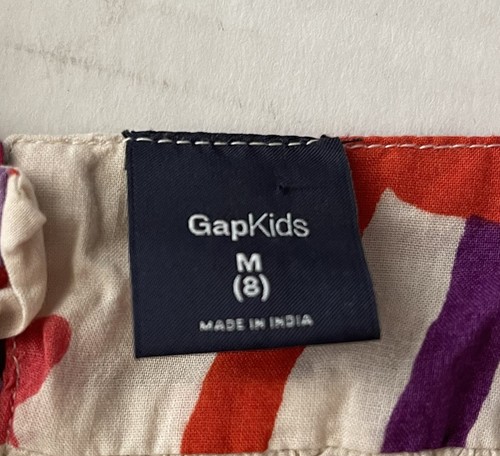 GapKids
M
(8)
MADE IN INDIA